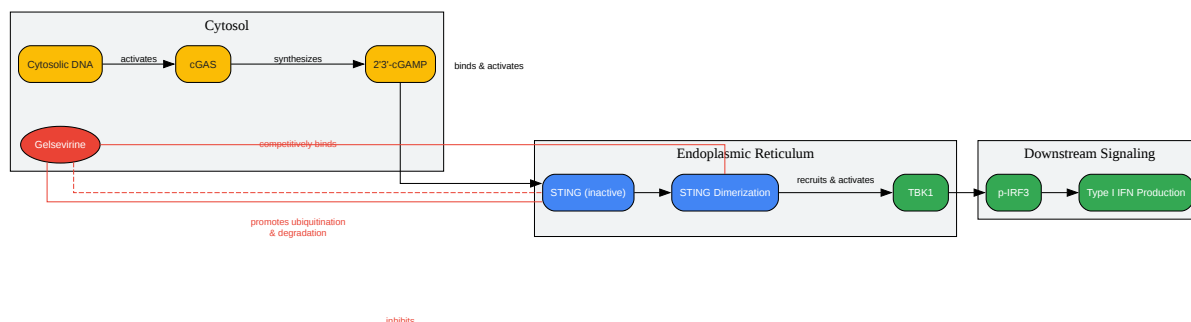 Cytosol
Cytosolic DNA
activates
cGAS
synthesizes
2'3'-cGAMP
binds & activates
Gelsevirine
competitively binds
Endoplasmic Reticulum
STING (inactive)
STING Dimerization
recruits & activates
TBK1
Downstream Signaling
p-IRF3
Type I IFN Production
promotes ubiquitination
& degradation
inhibits